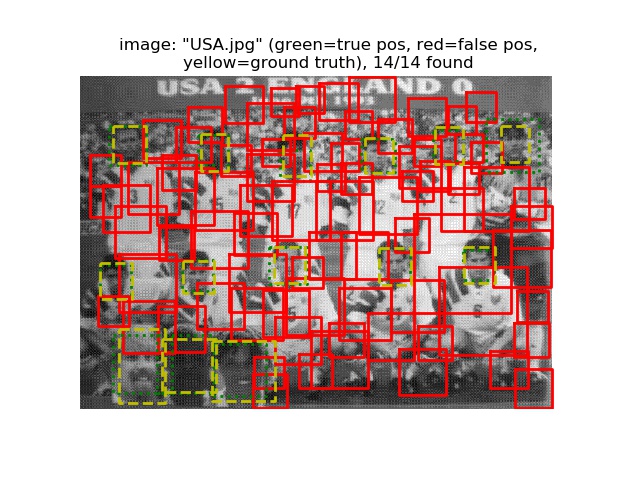 image: "USA.jpg" (green=true pos, red=false pos,
yellow=ground truth), 14/14 found
USA 2 ENGLAND 0